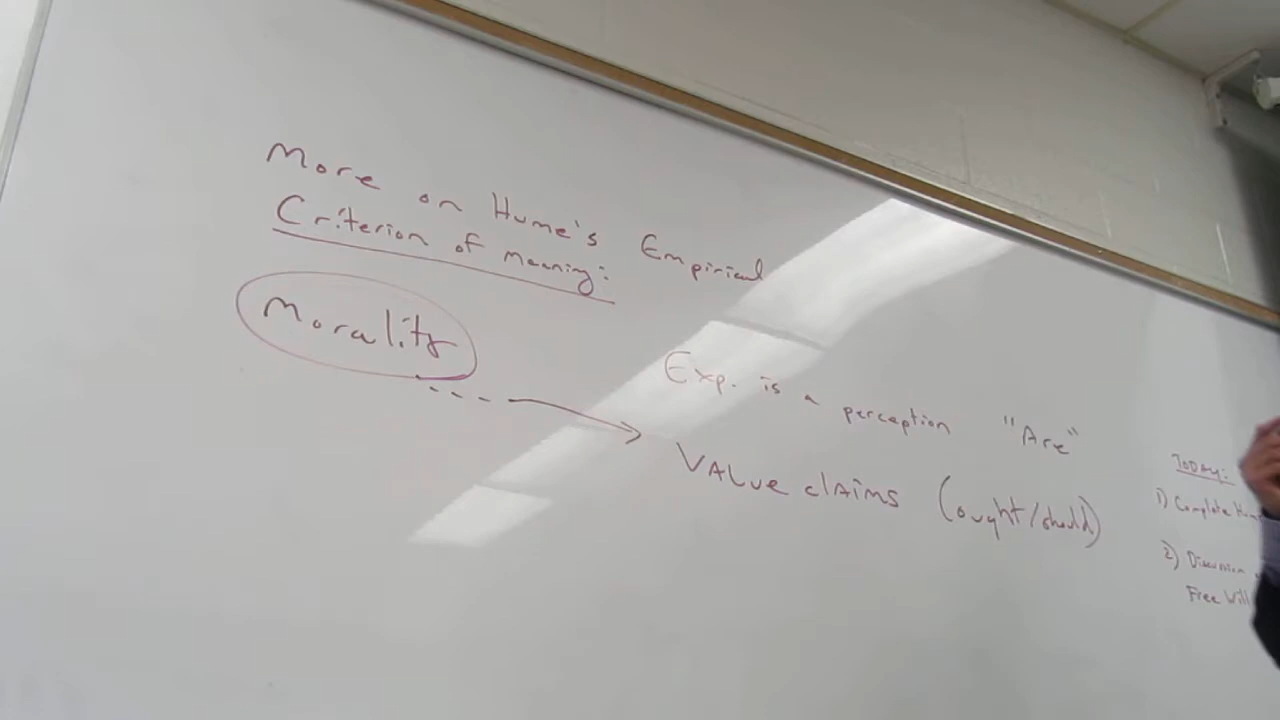 More on Hume's Empirical
Criterion of meaning:
Morality
Exp. is a perception "Are"
VALUE CLAIMS (ought/should)
TODAY:
1) Complete
2) Discussion
Free Will